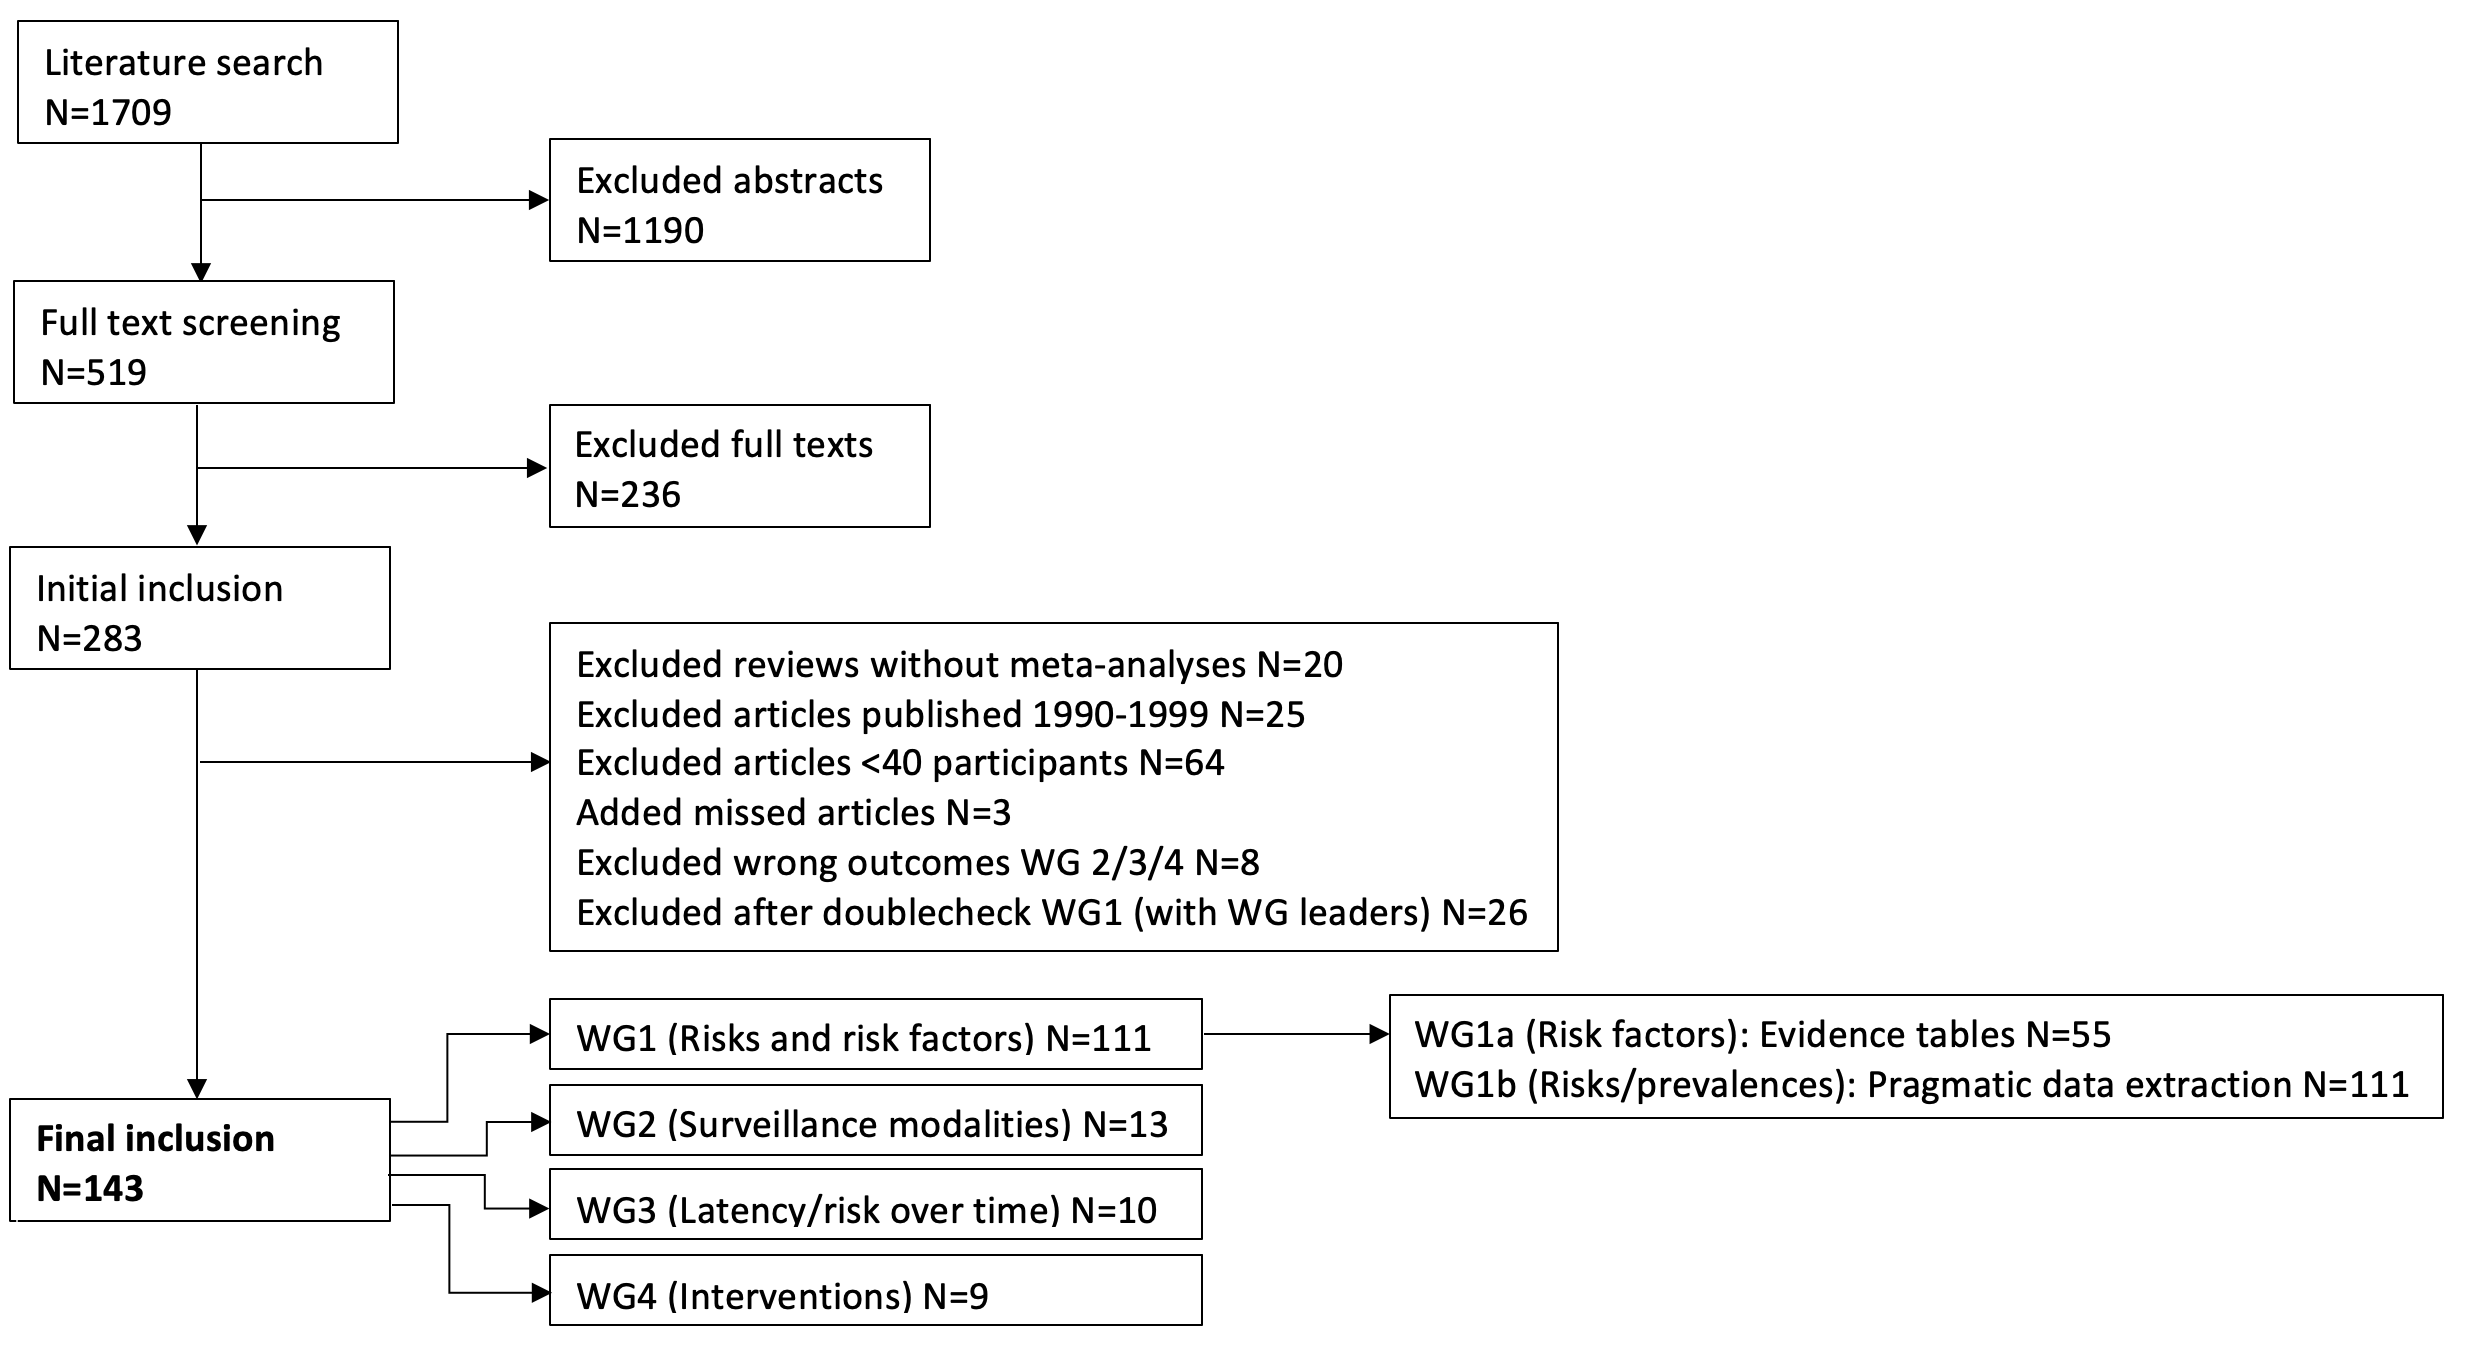 Literature search
N=1709
Excluded abstracts
N=1190
Full text screening
N=519
Excluded full texts
N=236
Initial inclusion
N=283
Excluded reviews without meta-analyses N=20
Excluded articles published 1990-1999 N=25
Excluded articles <40 participants N=64
Added missed articles N=3
Excluded wrong outcomes WG 2/3/4 N=8
Excluded after doublecheck WG1 (with WG leaders) N=26
Final inclusion
N=143
WG1 (Risks and risk factors) N=111
WG1a (Risk factors): Evidence tables N=55
WG1b (Risks/prevalences): Pragmatic data extraction N=111
WG2 (Surveillance modalities) N=13
WG3 (Latency/risk over time) N=10
WG4 (Interventions) N=9